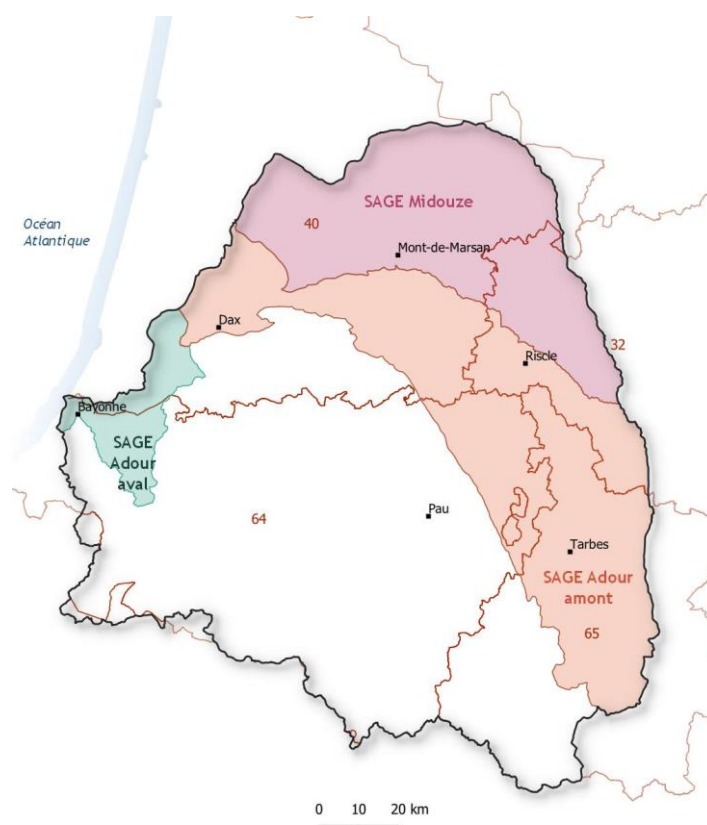 SAGE Midouze
40
Océan
Atlantique
Mont-de-Marsan
Dax
32
Riscle
Bayonne
SAGE
Adour
aval
64
Pau
Tarbes
SAGE Adour
amont
65
0 10 20 km